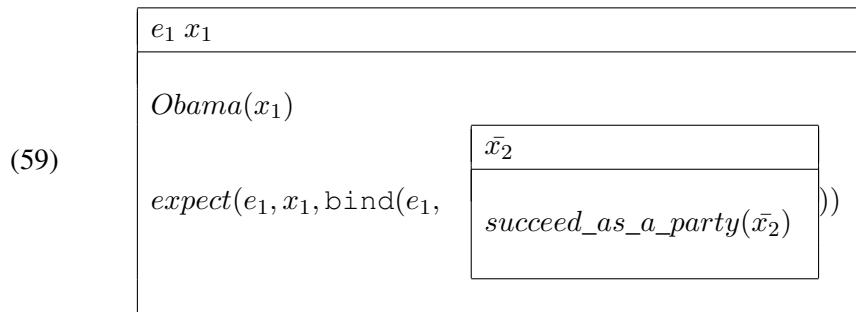 e₁ x₁
Obama(x₁)
(59)
x̄₂
expect(e₁, x₁, bind(e₁, succeed_as_a_party(x̄₂) ))